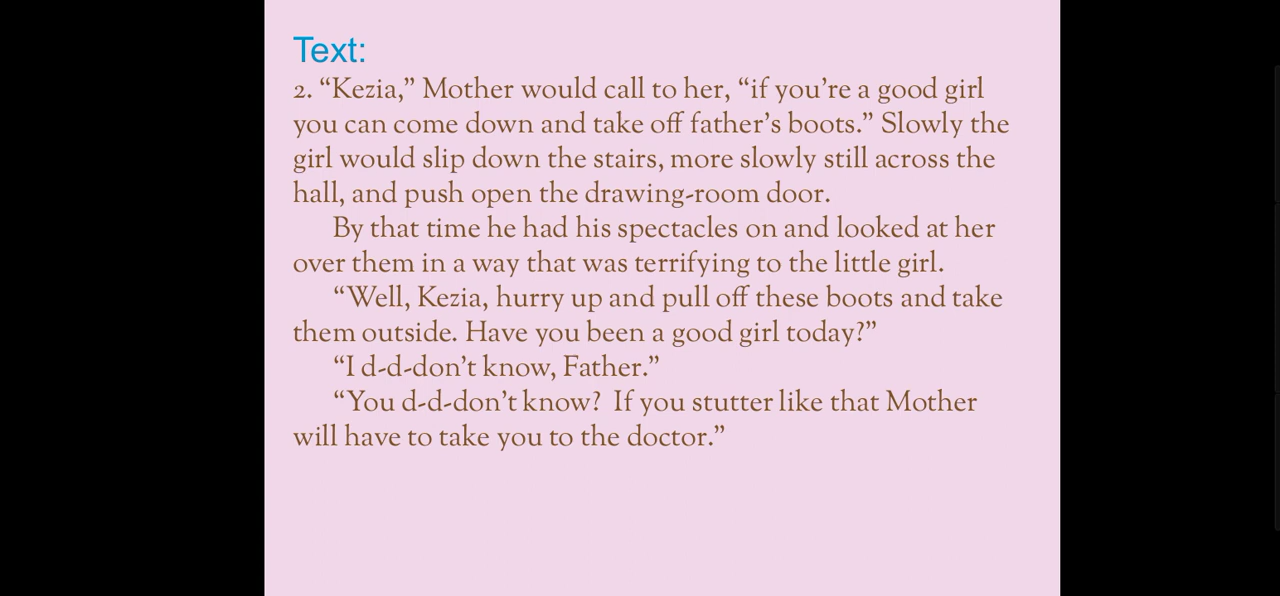 Text:
2. “Kezia,” Mother would call to her, “if you’re a good girl
you can come down and take off father’s boots.” Slowly the
girl would slip down the stairs, more slowly still across the
hall, and push open the drawing-room door.
By that time he had his spectacles on and looked at her
over them in a way that was terrifying to the little girl.
“Well, Kezia, hurry up and pull off these boots and take
them outside. Have you been a good girl today?”
“I d-d-don’t know, Father.”
“You d-d-don’t know?  If you stutter like that Mother
will have to take you to the doctor.”